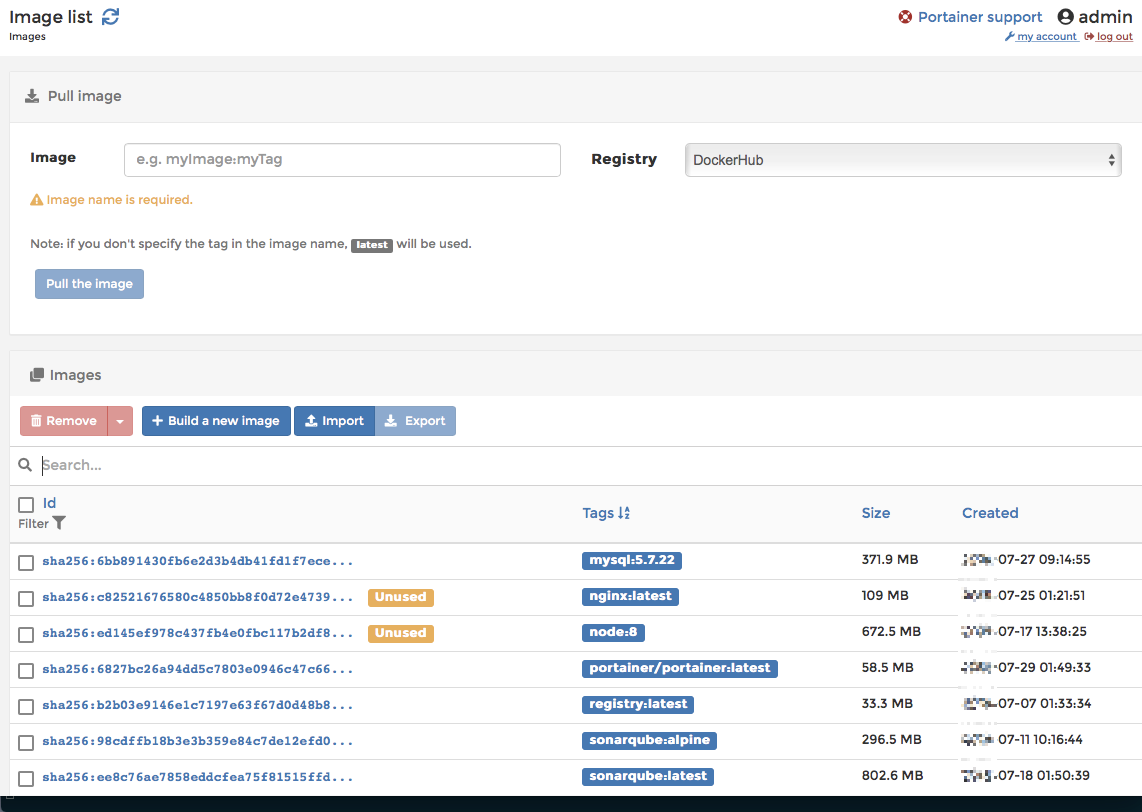 Image list
Portainer support admin
Images
my account log out
Pull image
Image e.g. myImage:myTag Registry DockerHub
Image name is required.
Note: if you don't specify the tag in the image name, latest will be used.
Pull the image
Images
Remove Build a new image Import Export
Search...
Id Tags Size Created
Filter
sha256:6bb891430fb6e2d3b4db41fd1f7ece... mysql:5.7.22 371.9 MB -07-27 09:14:55
sha256:c82521676580c4850bb8f0d72e4739... Unused nginx:latest 109 MB -07-25 01:21:51
sha256:ed145ef978c437fb4e0fbc117b2df8... Unused node:8 672.5 MB -07-17 13:38:25
sha256:6827bc26a94dd5c7803e0946c47c66... portainer/portainer:latest 58.5 MB -07-29 01:49:33
sha256:b2b03e9146e1c7197e63f67d0d48b8... registry:latest 33.3 MB -07-07 01:33:34
sha256:98cdffb18b3e3b359e84c7de12efd0... sonarqube:alpine 296.5 MB -07-11 10:16:44
sha256:ee8c76ae7858eddcfea75f81515ffd... sonarqube:latest 802.6 MB -07-18 01:50:39